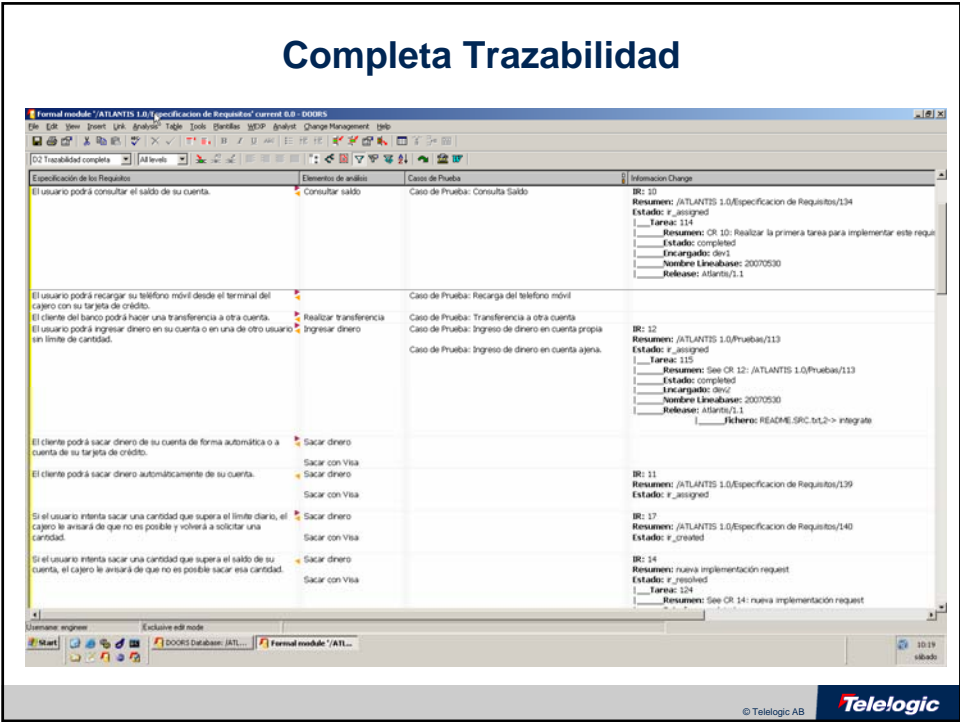 Completa Trazabilidad
Formal module '/ATLANTIS 1.0/Especificacion de Requisitos' current 0.0 - DOORS
File Edit View Insert Link Analysis Table Tools Plantillas WEXP Analyst Change Management Help
D2 Trazabilidad completa All levels
Especificación de los Requisitos Elementos de análisis Casos de Prueba Informacion Change
El usuario podrá consultar el saldo de su cuenta. Consultar saldo Caso de Prueba: Consulta Saldo IR: 10
Resumen: /ATLANTIS 1.0/Especificacion de Requisitos/134
Estado: ir_assigned
|___Tarea: 114
|______Resumen: CR 10: Realizar la primera tarea para implementar este requis
|______Estado: completed
|______Encargado: dev1
|______Nombre Lineabase: 20070530
|______Release: Atlantis/1.1
El usuario podrá recargar su teléfono móvil desde el terminal del Caso de Prueba: Recarga del telefono móvil
cajero con su tarjeta de crédito.
El cliente del banco podrá hacer una transferencia a otra cuenta. Realizar transferencia Caso de Prueba: Transferencia a otra cuenta
El usuario podrá ingresar dinero en su cuenta o en una de otro usuario Ingresar dinero Caso de Prueba: Ingreso de dinero en cuenta propia IR: 12
sin límite de cantidad. Resumen: /ATLANTIS 1.0/Pruebas/113
Caso de Prueba: Ingreso de dinero en cuenta ajena. Estado: ir_assigned
|___Tarea: 115
|______Resumen: See CR 12: /ATLANTIS 1.0/Pruebas/113
|______Estado: completed
|______Encargado: dev2
|______Nombre Lineabase: 20070530
|______Release: Atlantis/1.1
|______Fichero: README.SRC.txt,2-> integrate
El cliente podrá sacar dinero de su cuenta de forma automática o a Sacar dinero
cuenta de su tarjeta de crédito.
Sacar con Visa
El cliente podrá sacar dinero automáticamente de su cuenta. Sacar dinero IR: 11
Resumen: /ATLANTIS 1.0/Especificacion de Requisitos/139
Sacar con Visa Estado: ir_assigned
Si el usuario intenta sacar una cantidad que supera el límite diario, el Sacar dinero IR: 17
cajero le avisará de que no es posible y volverá a solicitar una Resumen: /ATLANTIS 1.0/Especificacion de Requisitos/140
cantidad. Sacar con Visa Estado: ir_created
Si el usuario intenta sacar una cantidad que supera el saldo de su Sacar dinero IR: 14
cuenta, el cajero le avisará de que no es posible sacar esa cantidad. Resumen: nueva implementación request
Sacar con Visa Estado: ir_resolved
|___Tarea: 124
|______Resumen: See CR 14: nueva implementación request
Username: engineer Exclusive edit mode
Start DOORS Database: /ATL... Formal module '/ATL... 10:19
sábado
© Telelogic AB Telelogic